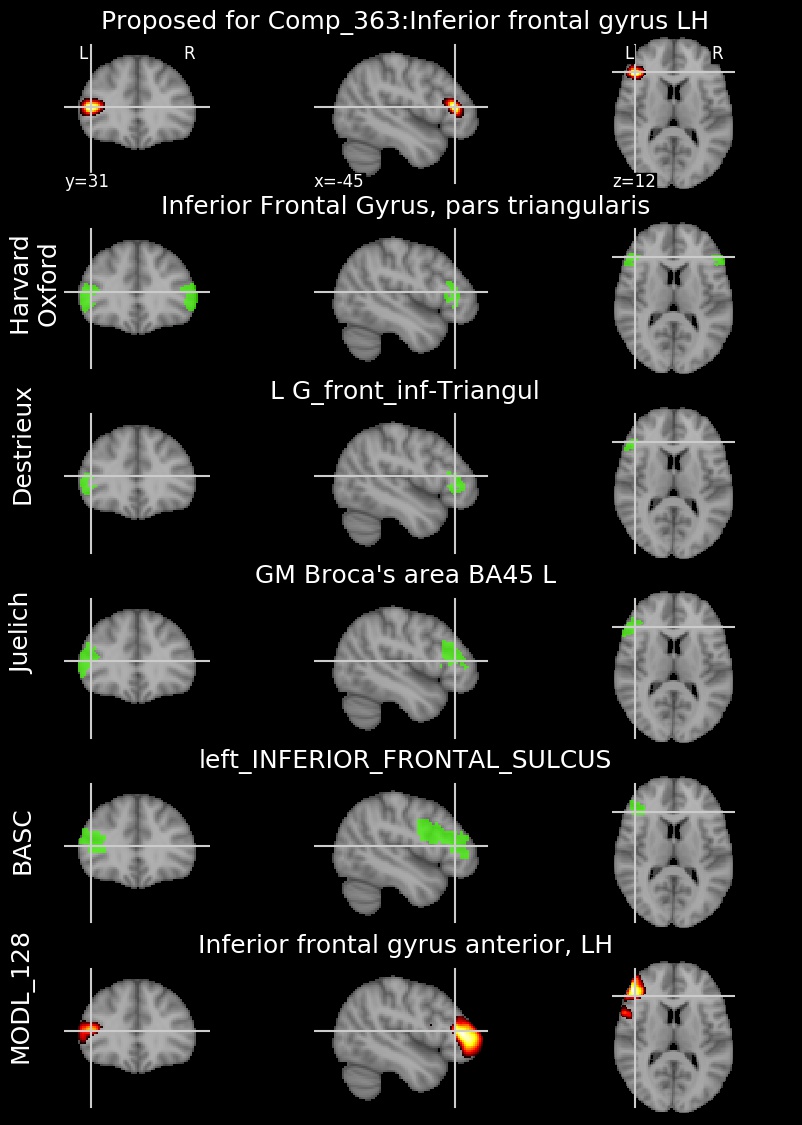 Proposed for Comp_363:Inferior frontal gyrus LH
L R
L R
y=31 x=-45 z=12
Inferior Frontal Gyrus, pars triangularis
Harvard
Oxford
L G_front_inf-Triangul
Destrieux
GM Broca's area BA45 L
Juelich
left_INFERIOR_FRONTAL_SULCUS
BASC
Inferior frontal gyrus anterior, LH
MODL_128